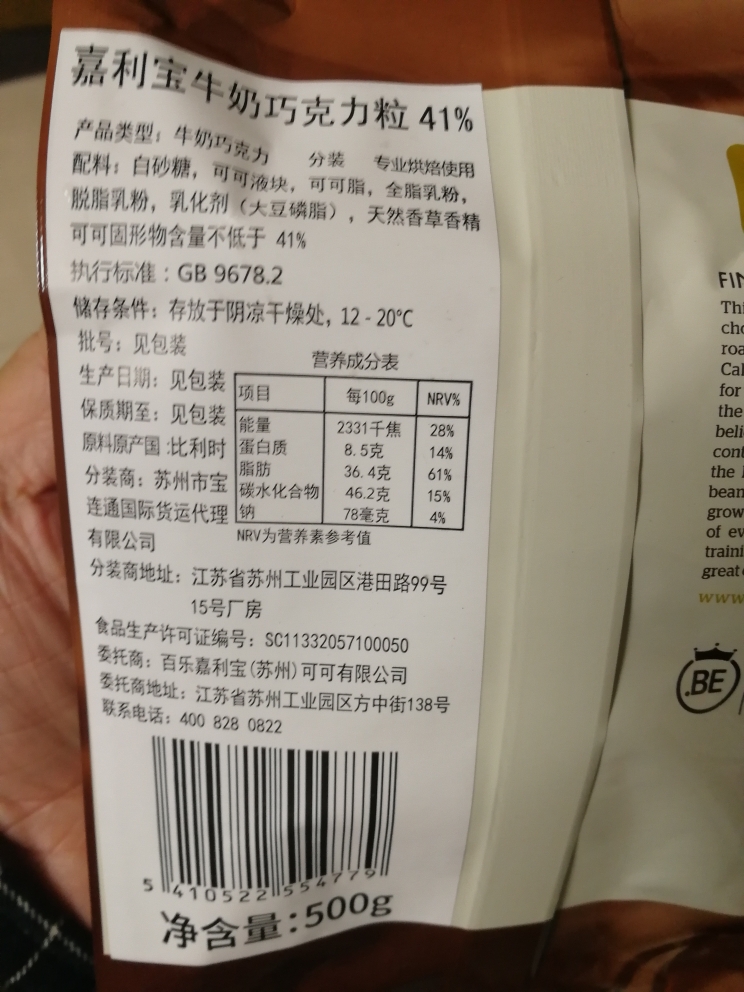 嘉利宝牛奶巧克力粒 41%
产品类型：牛奶巧克力 分装 专业烘焙使用
配料：白砂糖，可可液块，可可脂，全脂乳粉，
脱脂乳粉，乳化剂（大豆磷脂），天然香草香精
可可固形物含量不低于 41%
执行标准：GB 9678.2
储存条件：存放于阴凉干燥处，12 - 20℃
批号：见包装
生产日期：见包装
保质期至：见包装
原料原产国：比利时
分装商：苏州市宝
连通国际货运代理
有限公司
营养成分表
项目 每100g NRV%
能量 2331千焦 28%
蛋白质 8.5克 14%
脂肪 36.4克 61%
碳水化合物 46.2克 15%
钠 78毫克 4%
NRV为营养素参考值
分装商地址：江苏省苏州工业园区港田路99号
15号厂房
食品生产许可证编号：SC11332057100050
委托商：百乐嘉利宝(苏州)可可有限公司
委托商地址：江苏省苏州工业园区方中街138号
联系电话：400 828 0822
5 410522 554779
净含量:500g
for
the
the
of ev
great
www
.BE